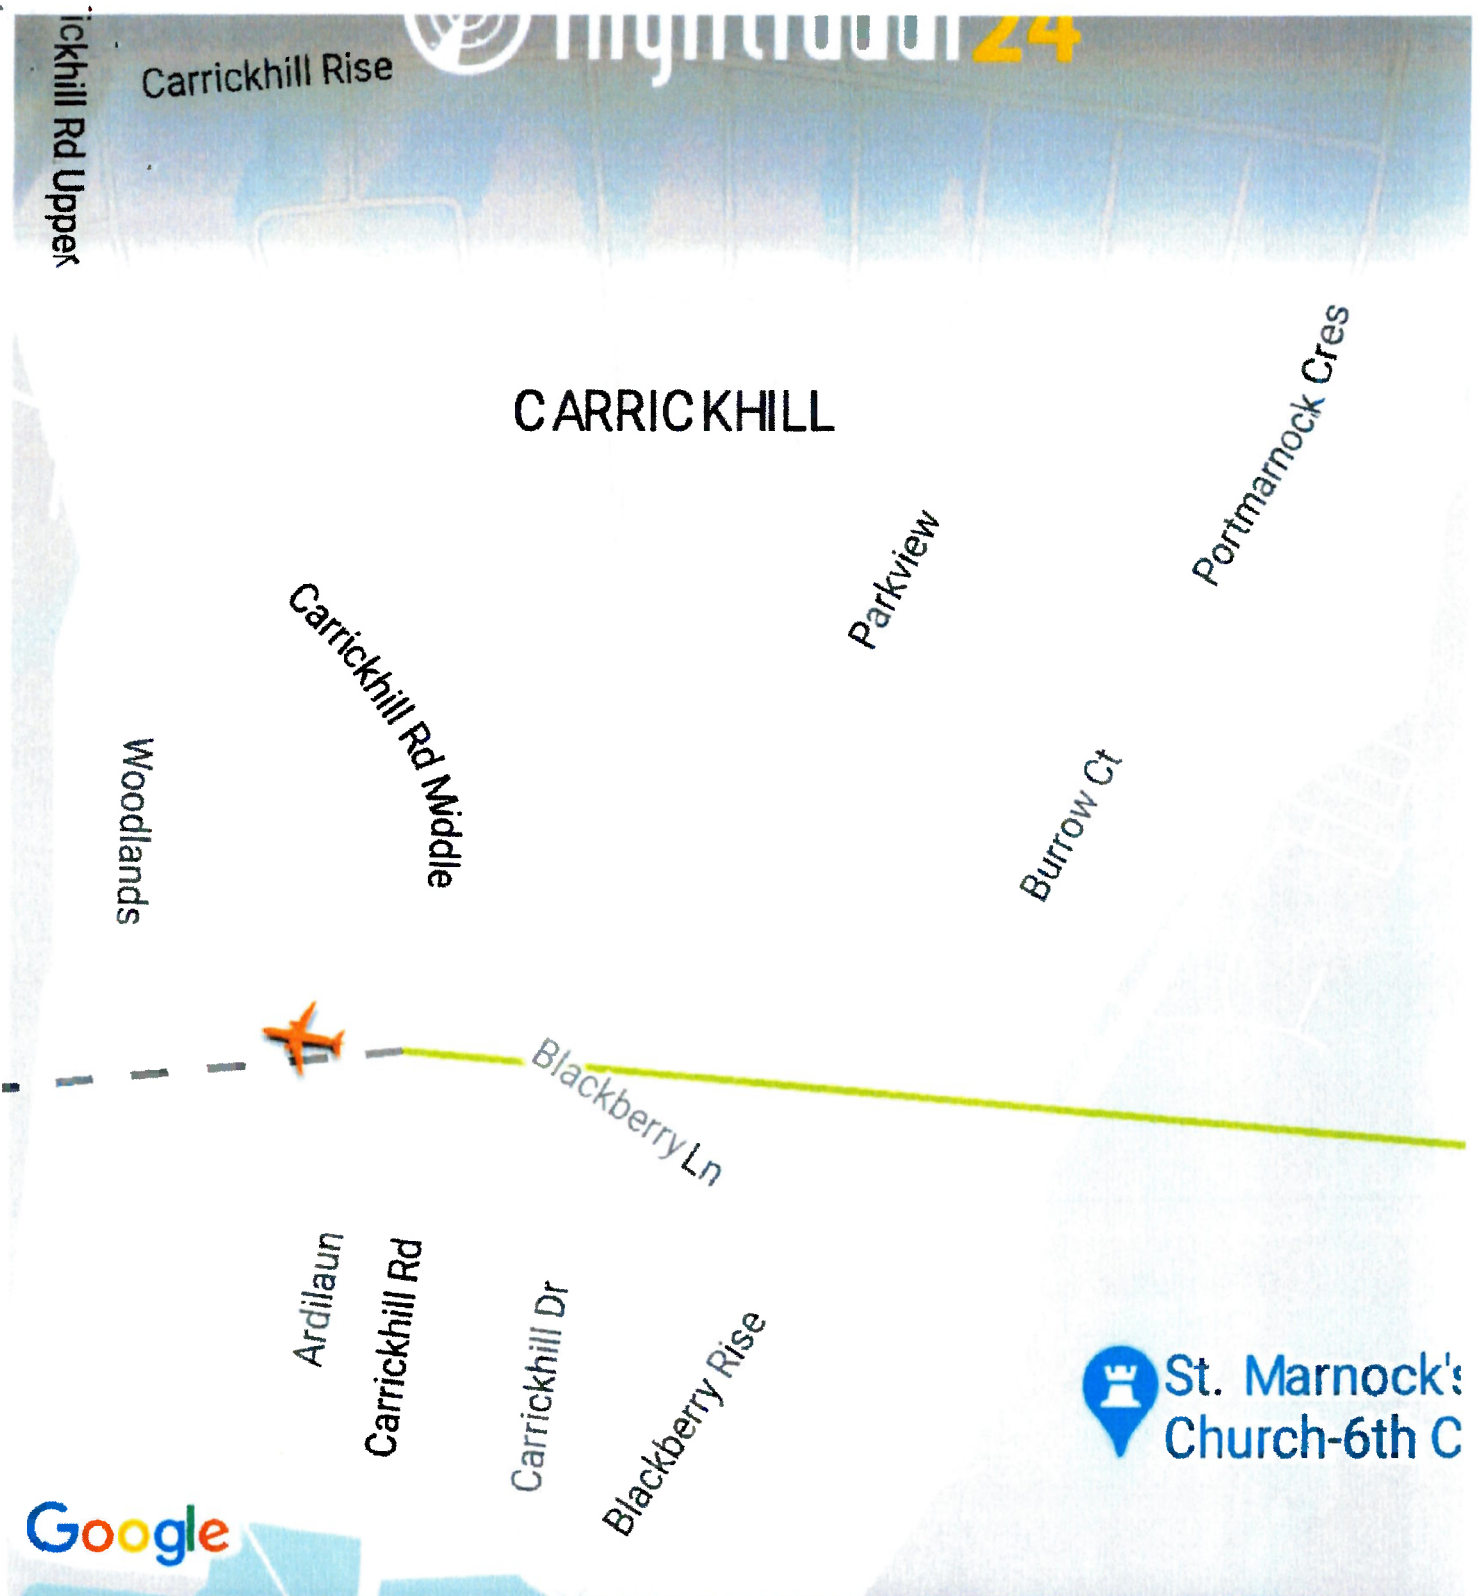 flightradar24
Carrickhill Rise
ickhill Rd Upper
CARRICKHILL
Portmarnock Cres
Parkview
Carrickhill Rd Middle
Woodlands
Burrow Ct
Blackberry Ln
Ardilaun
Carrickhill Rd
Carrickhill Dr
Blackberry Rise
St. Marnock's
Church-6th C
Google